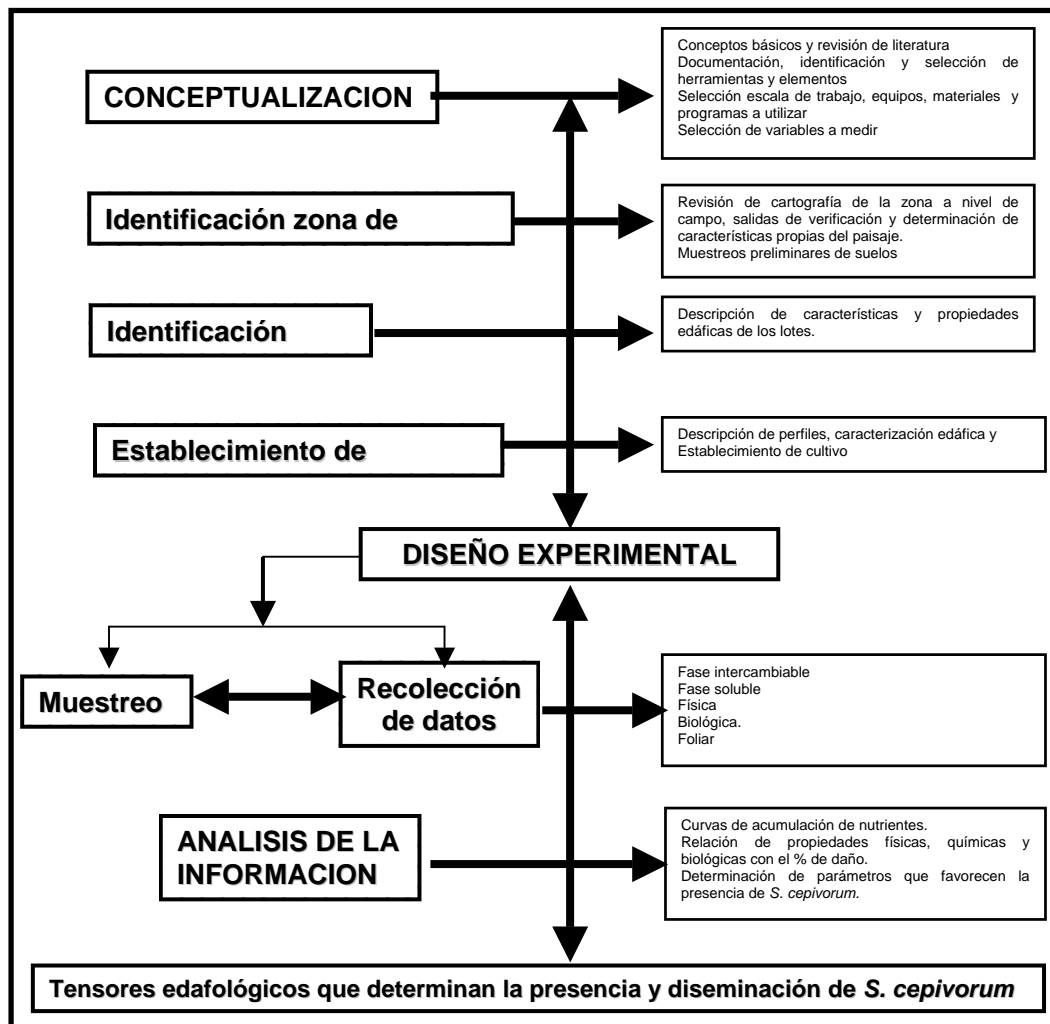 CONCEPTUALIZACION
Conceptos básicos y revisión de literatura
Documentación, identificación y selección de
herramientas y elementos
Selección escala de trabajo, equipos, materiales y
programas a utilizar
Selección de variables a medir
Identificación zona de
Revisión de cartografía de la zona a nivel de
campo, salidas de verificación y determinación de
características propias del paisaje.
Muestreos preliminares de suelos
Identificación
Descripción de características y propiedades
edáficas de los lotes.
Establecimiento de
Descripción de perfiles, caracterización edáfica y
Establecimiento de cultivo
DISEÑO EXPERIMENTAL
Muestreo
Recolección
de datos
Fase intercambiable
Fase soluble
Física
Biológica.
Foliar
ANALISIS DE LA
INFORMACION
Curvas de acumulación de nutrientes.
Relación de propiedades físicas, químicas y
biológicas con el % de daño.
Determinación de parámetros que favorecen la
presencia de S. cepivorum.
Tensores edafológicos que determinan la presencia y diseminación de S. cepivorum